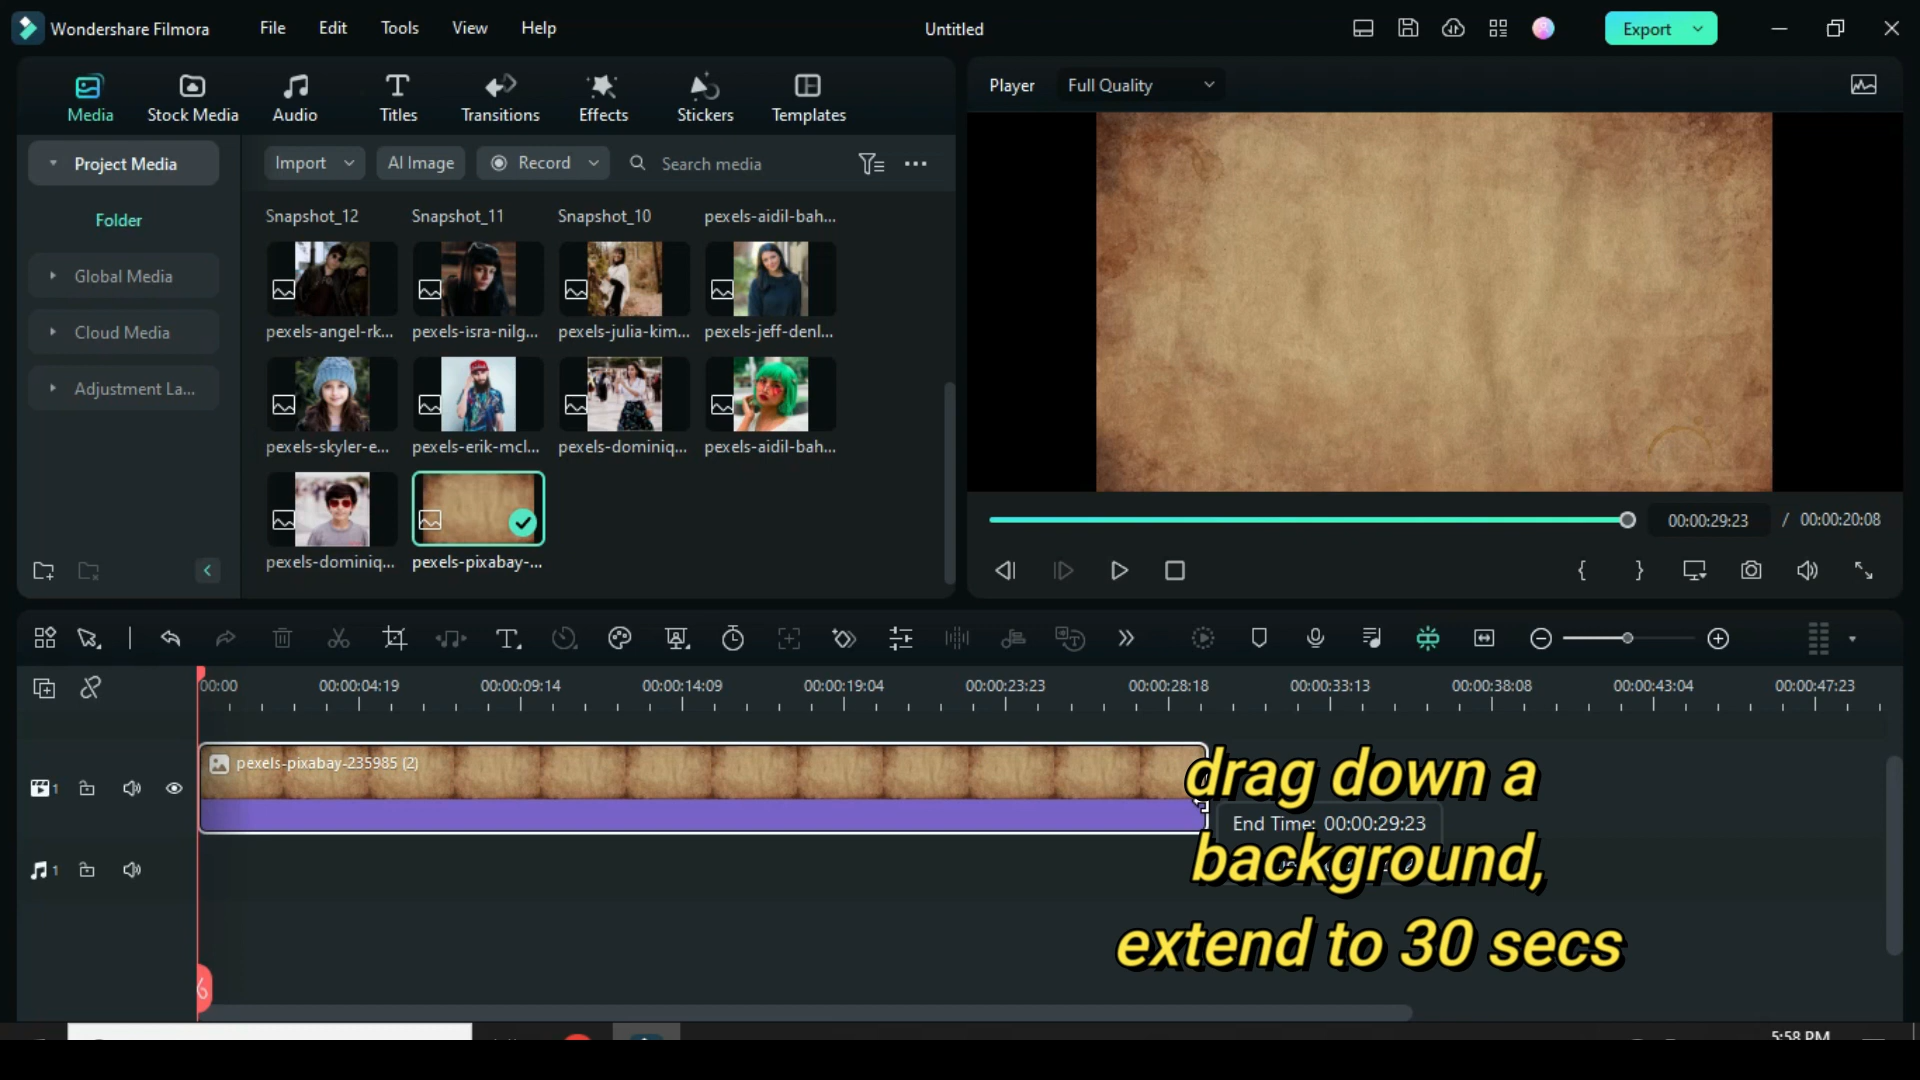 Wondershare Filmora
File
Edit
Tools
View
Help
Untitled
Export
Media
Stock Media
Audio
Titles
Transitions
Effects
Stickers
Templates
Player
Full Quality
Project Media
Import
AI Image
Record
Search media
Folder
Global Media
Cloud Media
Adjustment La...
Snapshot_12
Snapshot_11
Snapshot_10
pexels-aidil-bah...
pexels-angel-rk...
pexels-isra-nilg...
pexels-julia-kim...
pexels-jeff-denl...
pexels-skyler-e...
pexels-erik-mcl...
pexels-dominiq...
pexels-aidil-bah...
pexels-dominiq...
pexels-pixabay-...
00:00:29:23 / 00:00:20:08
00:00
00:00:04:19
00:00:09:14
00:00:14:09
00:00:19:04
00:00:23:23
00:00:28:18
00:00:33:13
00:00:38:08
00:00:43:04
00:00:47:23
pexels-pixabay-235985 (2)
1
1
End Time: 00:00:29:23
drag down a
background,
extend to 30 secs
5:58 PM